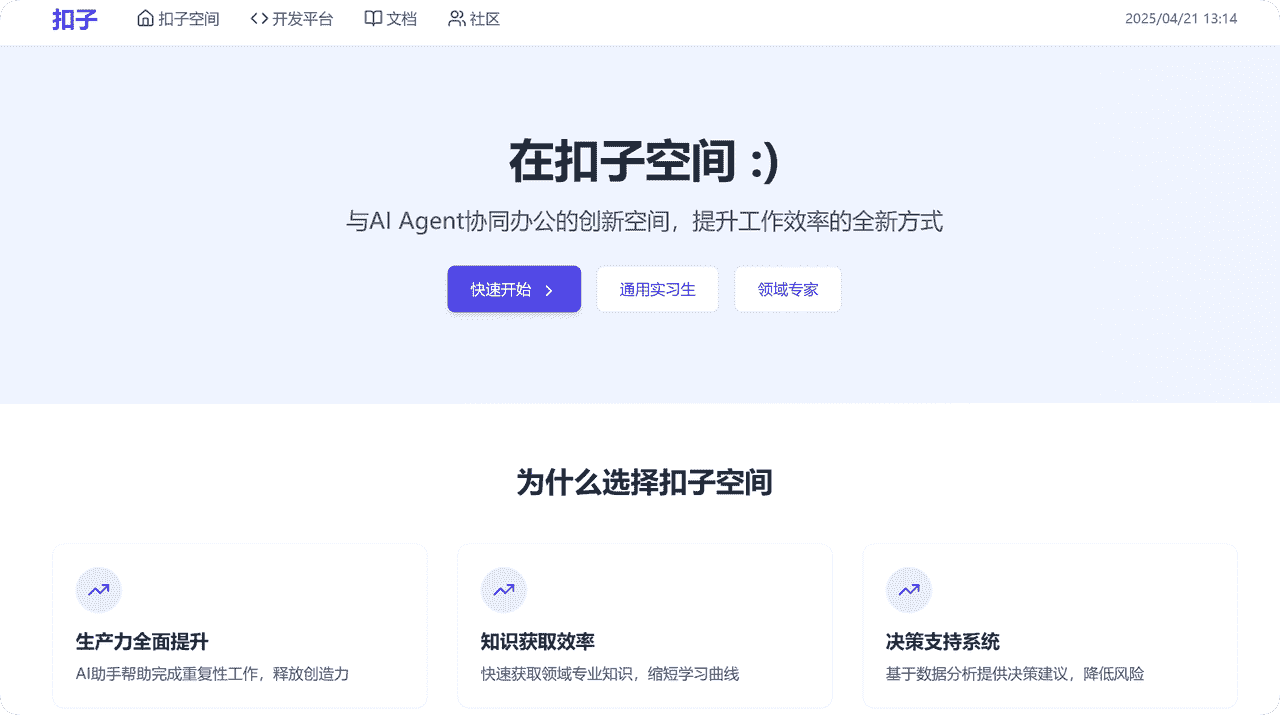 扣子 扣子空间 开发平台 文档 社区 2025/04/21 13:14
在扣子空间 :)
与AI Agent协同办公的创新空间，提升工作效率的全新方式
快速开始 通用实习生 领域专家
为什么选择扣子空间
生产力全面提升
AI助手帮助完成重复性工作，释放创造力
知识获取效率
快速获取领域专业知识，缩短学习曲线
决策支持系统
基于数据分析提供决策建议，降低风险